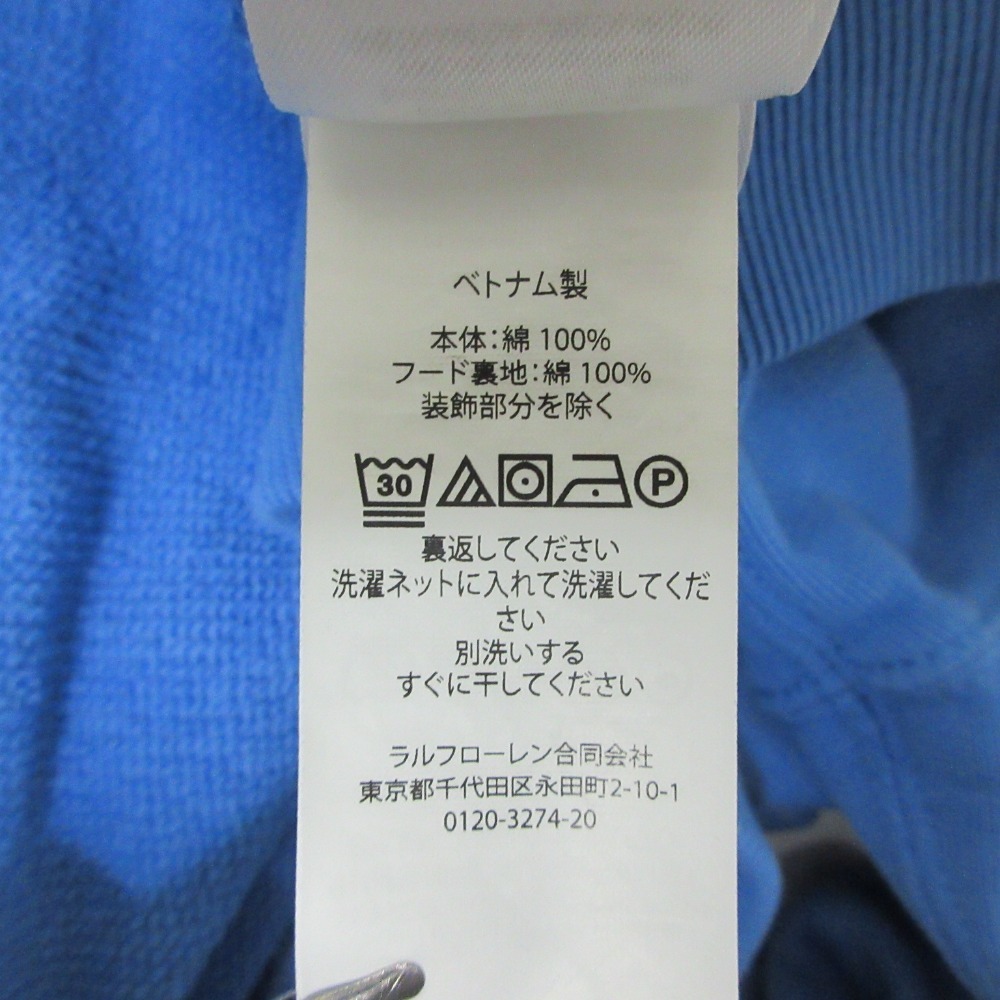 ベトナム製
本体:綿 100%
フード裏地:綿 100%
装飾部分を除く
30 P
裏返してください
洗濯ネットに入れて洗濯してくだ
さい
別洗いする
すぐに干してください
ラルフローレン合同会社
東京都千代田区永田町2-10-1
0120-3274-20